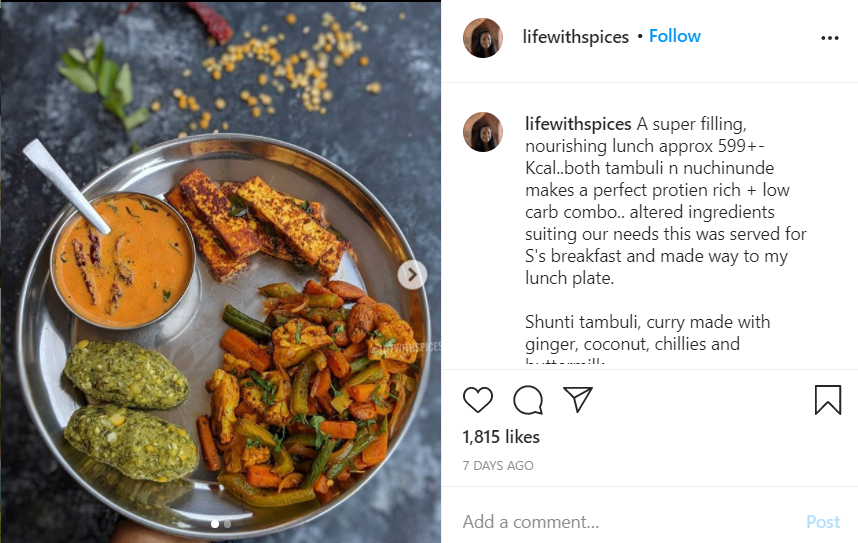 lifewithspices • Follow
lifewithspices A super filling,
nourishing lunch approx 599+-
Kcal..both tambuli n nuchinunde
makes a perfect protien rich + low
carb combo.. altered ingredients
suiting our needs this was served for
S's breakfast and made way to my
lunch plate.
Shunti tambuli, curry made with
ginger, coconut, chillies and
buttermilk
LIFEWITHSPICES
1,815 likes
7 DAYS AGO
Add a comment...
Post